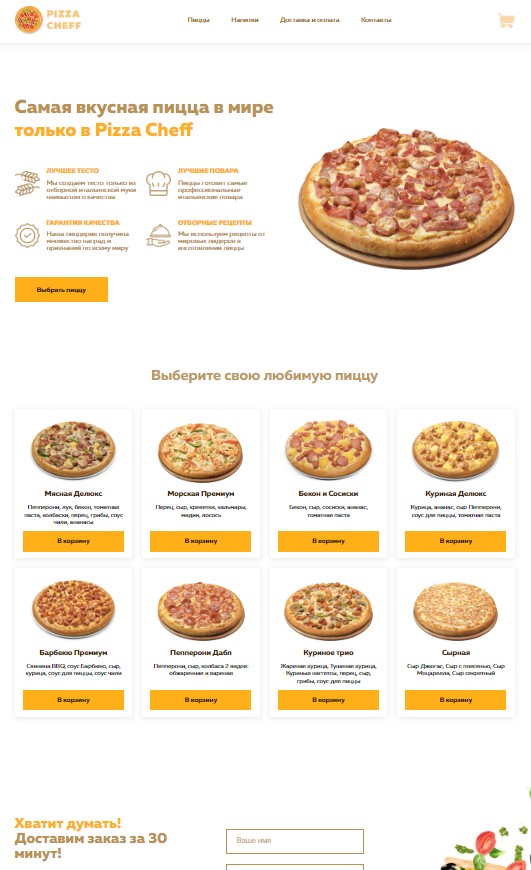 PIZZA
CHEFF
Пиццы
Напитки
Доставка и оплата
Контакты
Самая вкусная пицца в мире
только в Pizza Cheff
ЛУЧШЕЕ ТЕСТО
Мы создаем тесто только из
отборной итальянской муки
наивысшего качества
ЛУЧШИЕ ПОВАРА
Пиццы готовят самые
профессиональные
итальянские повара
ГАРАНТИЯ КАЧЕСТВА
Наша пиццерия получила
множество наград и
признаний по всему миру
ОТБОРНЫЕ РЕЦЕПТЫ
Мы используем рецепты от
мировых лидеров в
изготовлении пиццы
Выбрать пиццу
Выберите свою любимую пиццу
Мясная Делюкс
Пепперони, лук, бекон, томатная
паста, колбаски, перец, грибы, соус
чили, ананасы
В корзину
Морская Премиум
Перец, сыр, креветки, кальмары,
мидии, лосось
В корзину
Бекон и Сосиски
Бекон, сыр, сосиски, ананас,
томатная паста
В корзину
Куриная Делюкс
Курица, ананас, сыр Пепперони,
соус для пиццы, томатная паста
В корзину
Барбекю Премиум
Свинина BBQ, соус Барбекю, сыр,
курица, соус для пиццы, соус чили
В корзину
Пепперони Дабл
Пепперони, сыр, колбаса 2 видов:
обжаренная и вареная
В корзину
Куриное трио
Жареная курица, Тушеная курица,
Куриные наггетсы, перец, сыр,
грибы, соус для пиццы
В корзину
Сырная
Сыр Джюгас, Сыр с плесенью, Сыр
Моцарелла, Сыр секретный
В корзину
Хватит думать!
Доставим заказ за 30
минут!
Ваше имя